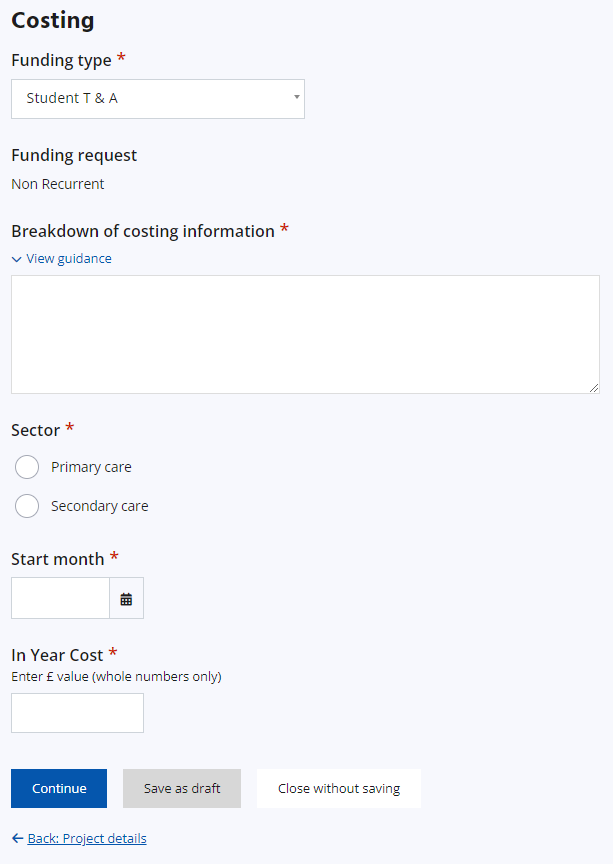 Costing
Funding type *
Student T & A
Funding request
Non Recurrent
Breakdown of costing information *
View guidance
Sector *
Primary care
Secondary care
Start month *
In Year Cost *
Enter £ value (whole numbers only)
Continue Save as draft Close without saving
← Back: Project details